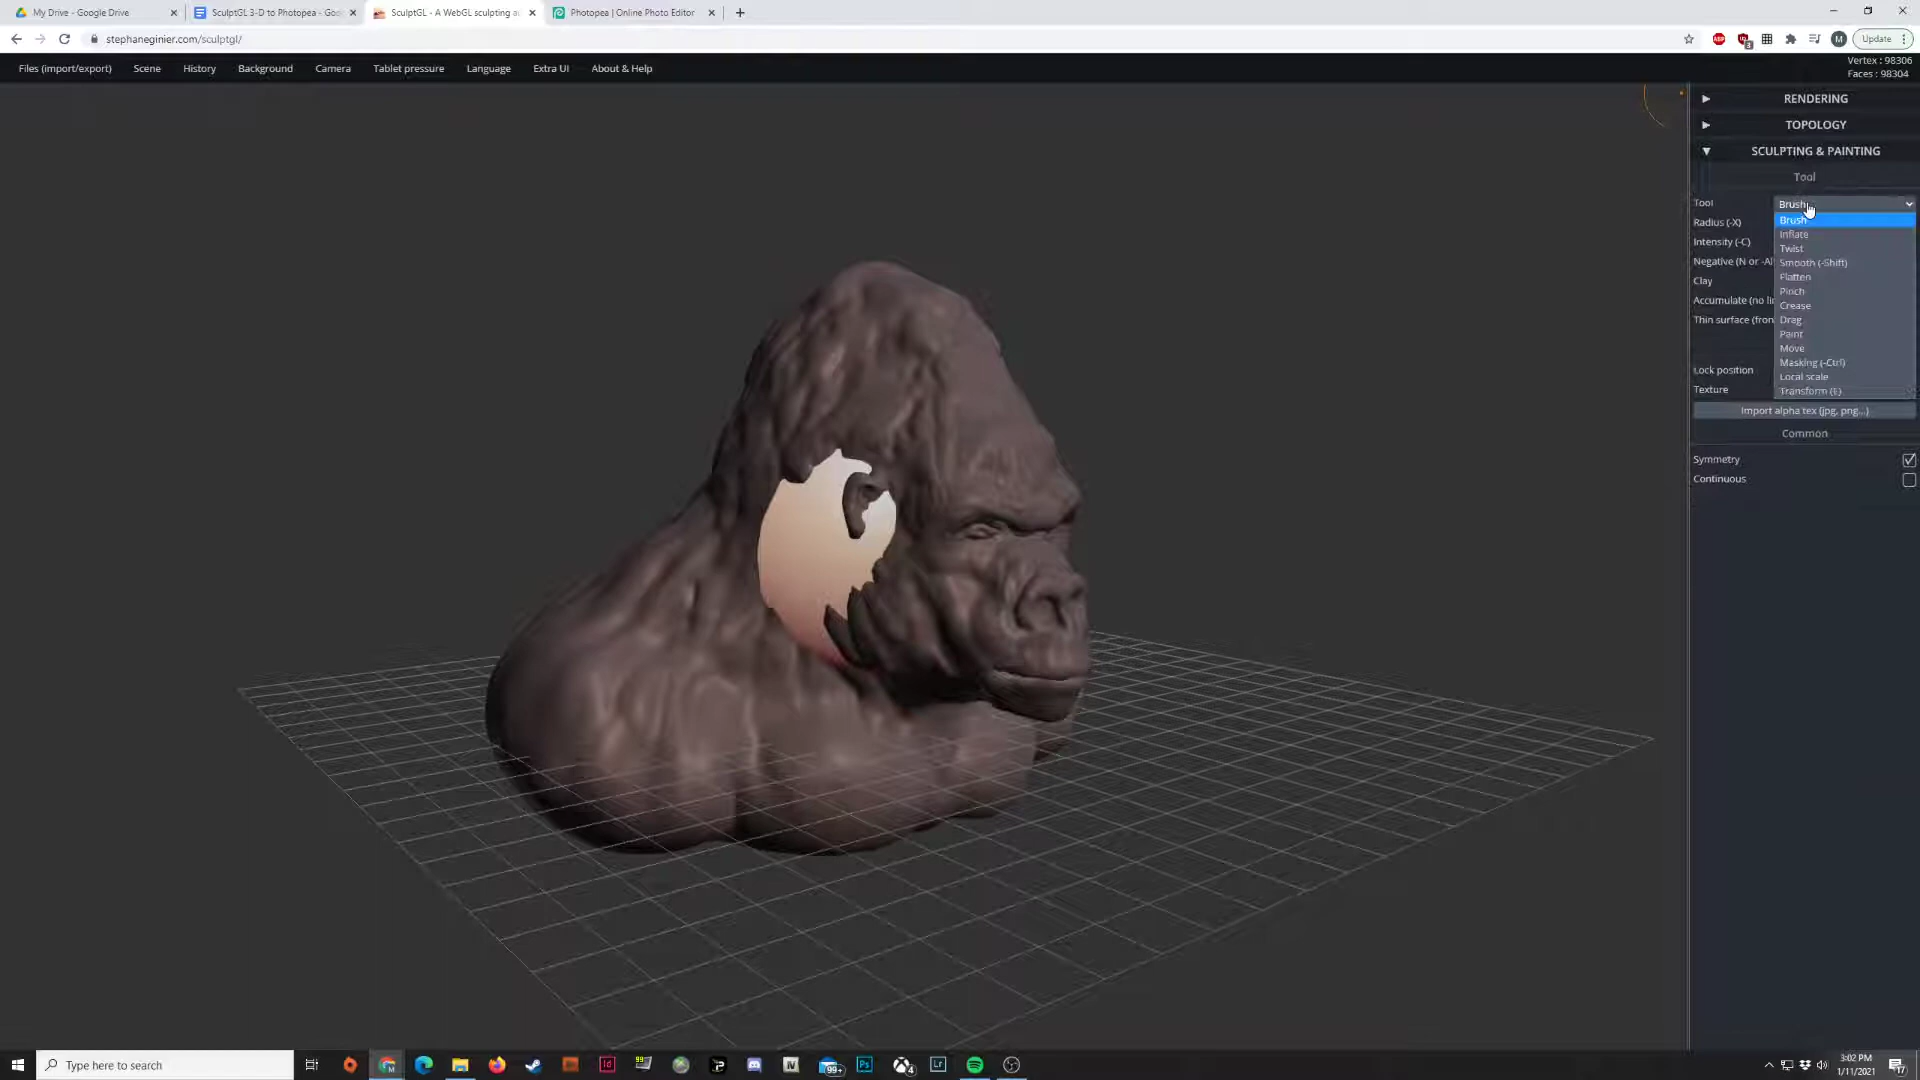 My Drive - Google Drive
SculptGL 3-D to Photopea - Goo
SculptGL - A WebGL sculpting a
Photopea | Online Photo Editor
stephaneginier.com/sculptgl/
Update
Files (import/export)
Scene
History
Background
Camera
Tablet pressure
Language
Extra UI
About & Help
Vertex : 98306
Faces : 98304
RENDERING
TOPOLOGY
SCULPTING & PAINTING
Tool
Tool
Brush
Radius (-X)
Brush
Inflate
Intensity (-C)
Twist
Negative (N or -Al
Smooth (-Shift)
Clay
Flatten
Pinch
Accumulate (no li
Crease
Thin surface (fron
Drag
Paint
Move
Masking (-Ctrl)
Lock position
Local scale
Texture
Transform (E)
Import alpha tex (jpg, png...)
Common
Symmetry
Continuous
Type here to search
99+
4
3:02 PM
1/11/2021
17